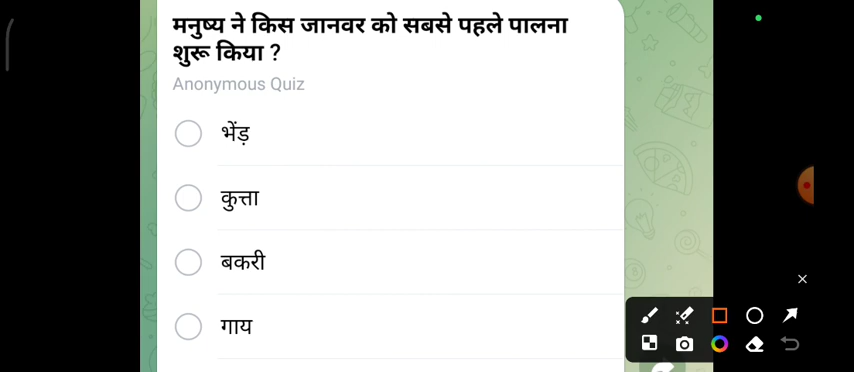 मनुष्य ने किस जानवर को सबसे पहले पालना
शुरू किया ?
Anonymous Quiz
भेंड़
कुत्ता
बकरी
गाय